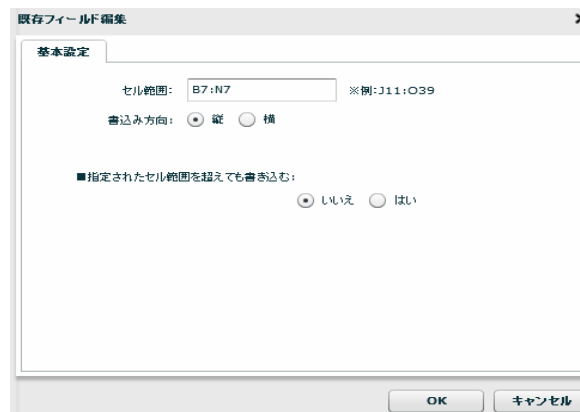 既存フィールド編集
基本設定
セル範囲: B7:N7 ※例:J11:O39
書込み方向: 縦 横
■指定されたセル範囲を超えても書き込む:
いいえ はい
OK キャンセル